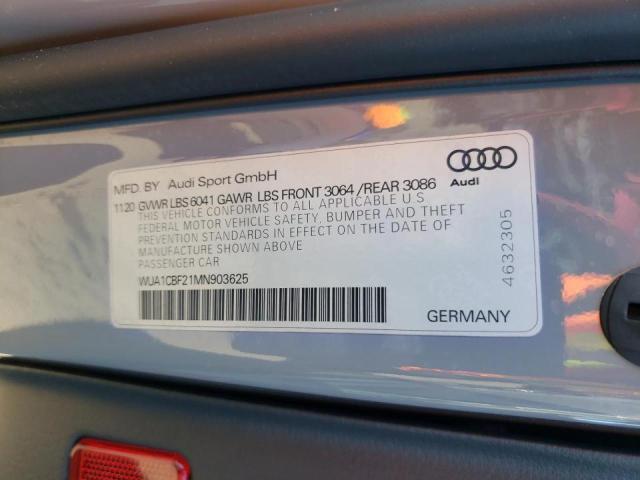 MFD. BY Audi Sport GmbH
1120 GVWR LBS 6041 GAWR LBS FRONT 3064 /REAR 3086
THIS VEHICLE CONFORMS TO ALL APPLICABLE U.S
FEDERAL MOTOR VEHICLE SAFETY, BUMPER AND THEFT
PREVENTION STANDARDS IN EFFECT ON THE DATE OF
MANUFACTURE SHOWN ABOVE
PASSENGER CAR
WUA1CBF21MN903625
Audi
4632305
GERMANY